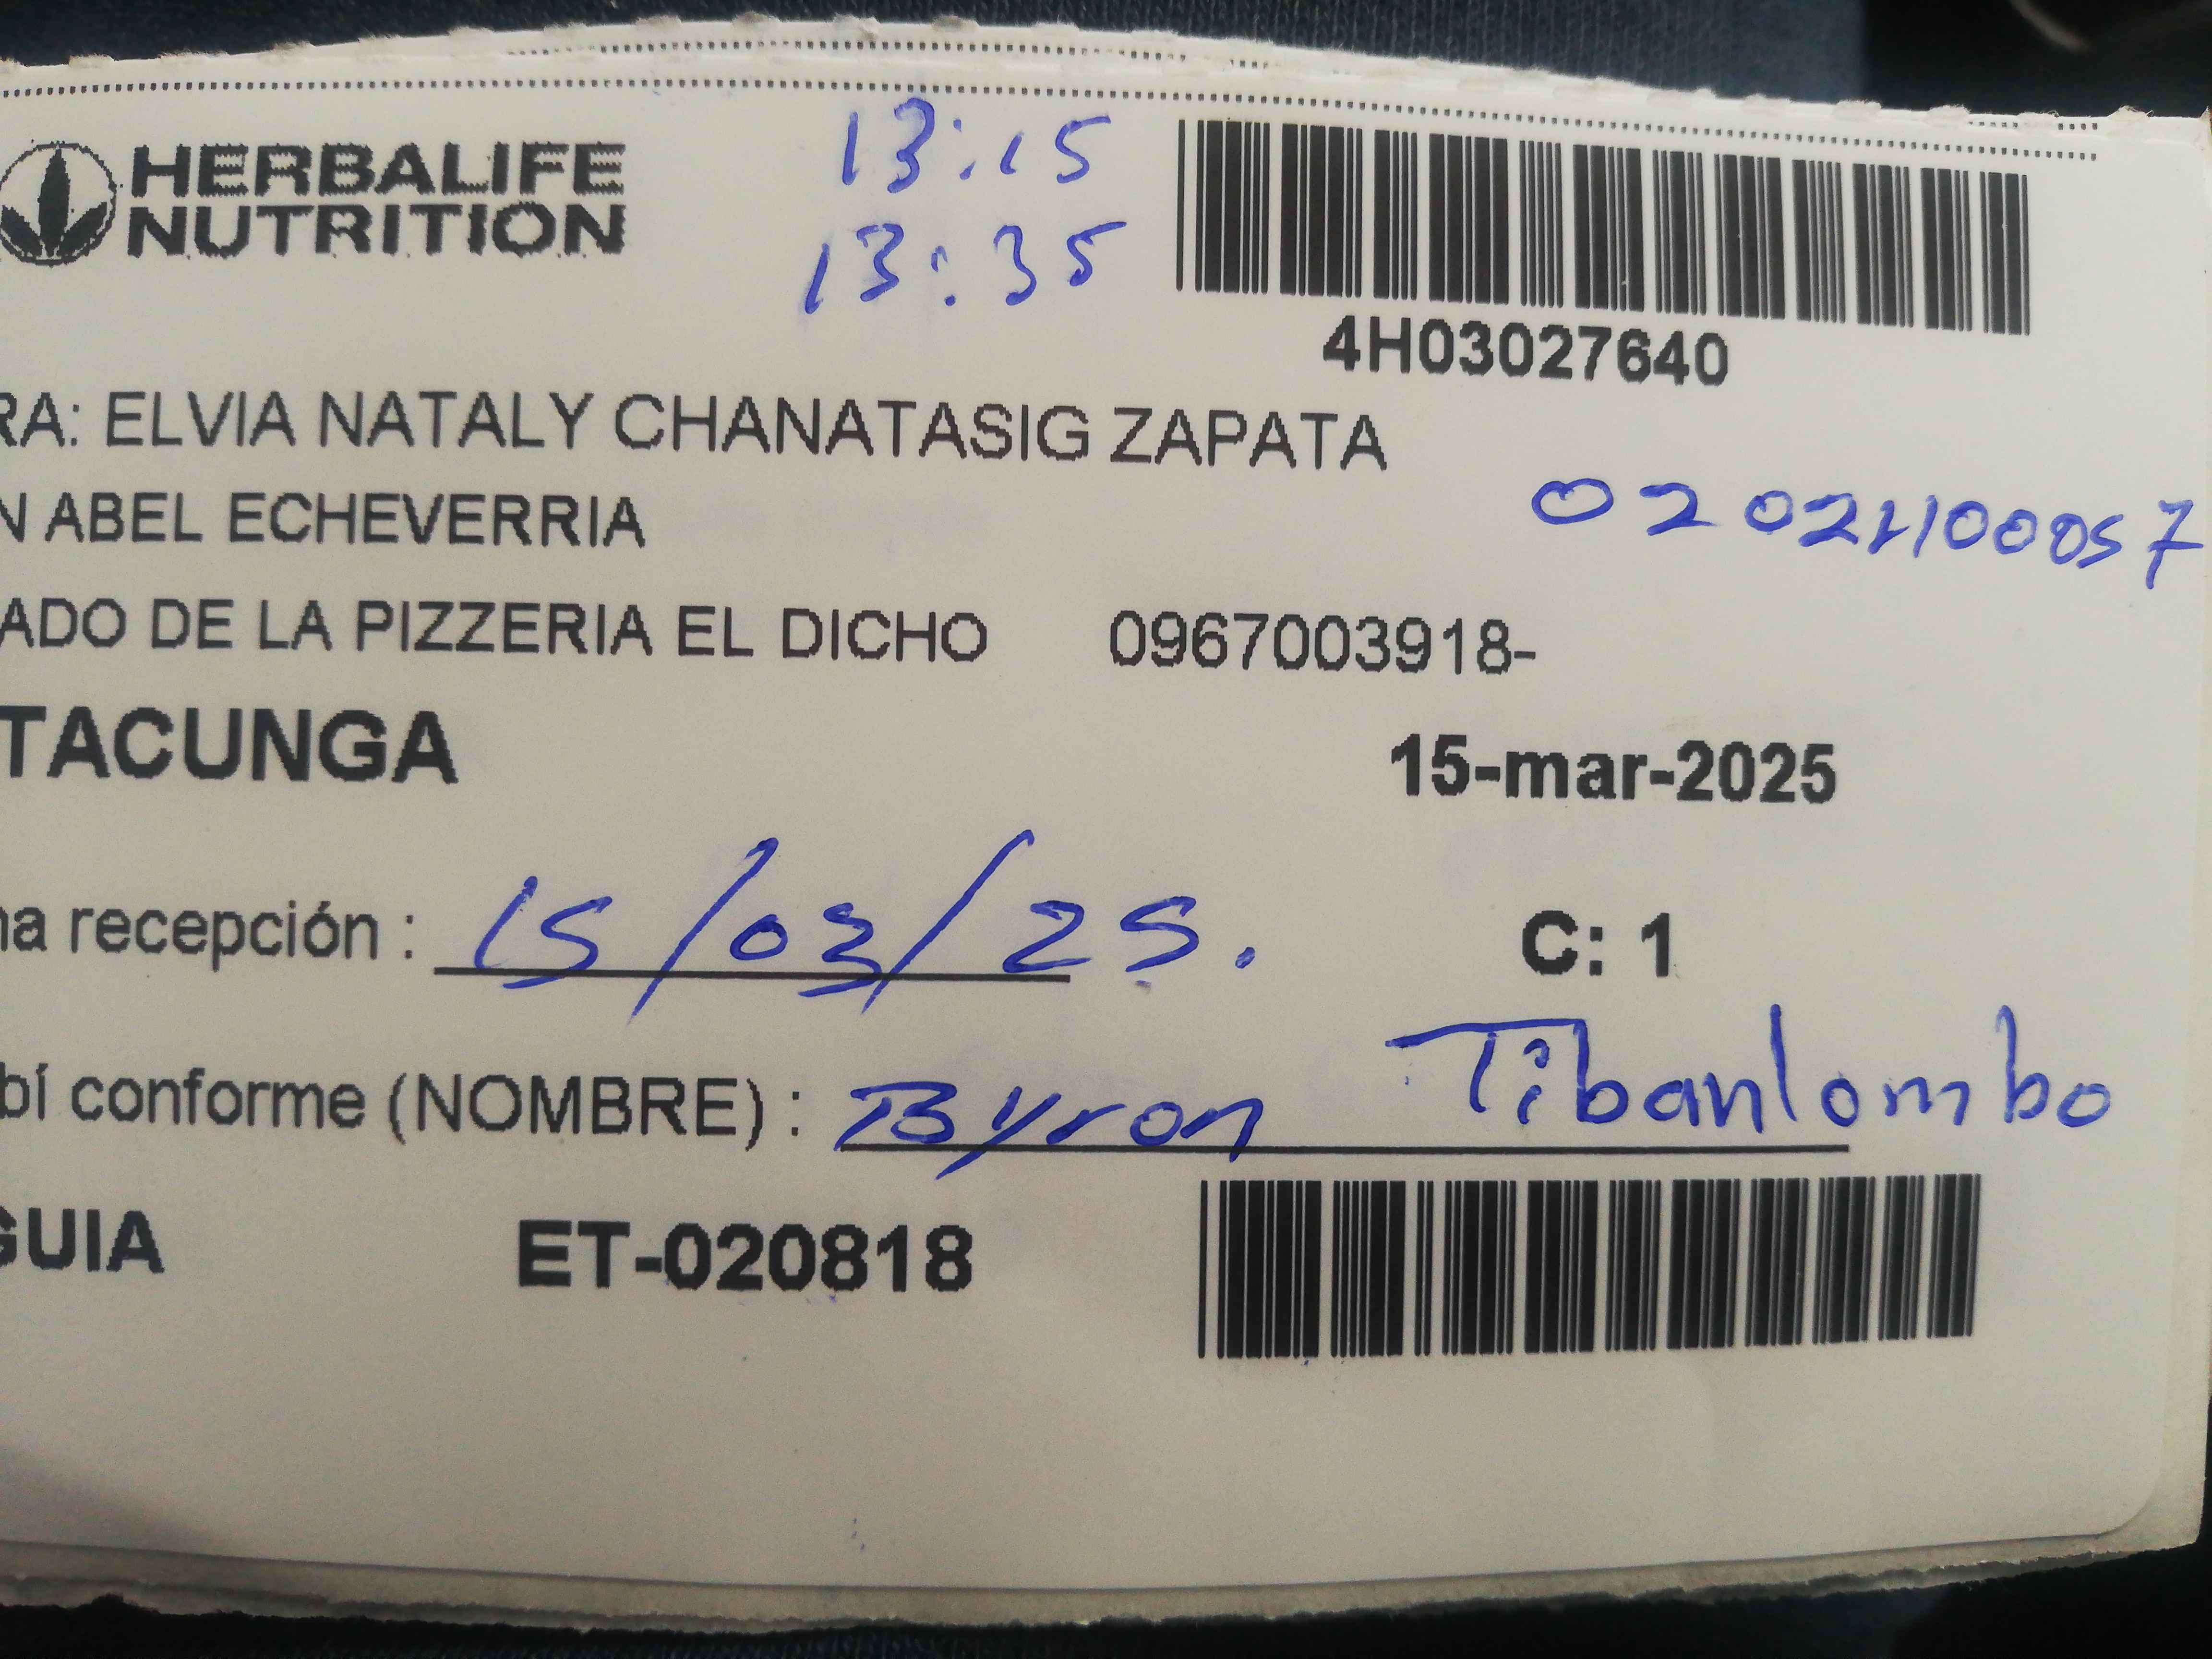 HERBALIFE
NUTRITION
13:15
13:35
4H03027640
RA: ELVIA NATALY CHANATASIG ZAPATA
N ABEL ECHEVERRIA
ADO DE LA PIZZERIA EL DICHO 0967003918-
TACUNGA
15-mar-2025
na recepción : 15/03/25.
C: 1
bí conforme (NOMBRE) : Byron Tibanlombo
GUIA ET-020818